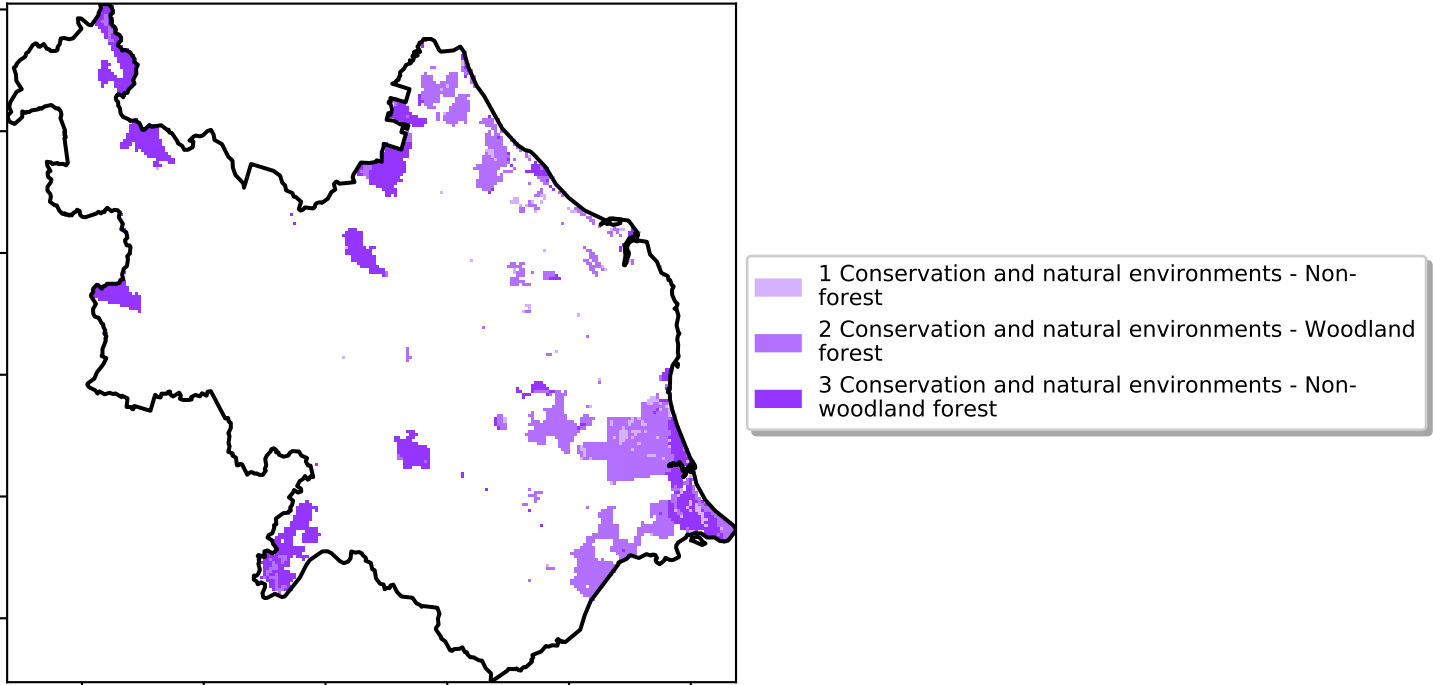 1 Conservation and natural environments - Non-
forest
2 Conservation and natural environments - Woodland
forest
3 Conservation and natural environments - Non-
woodland forest